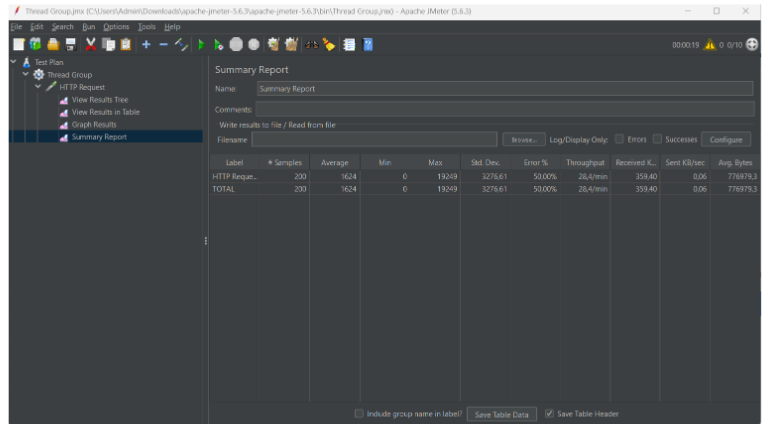 Thread Group.jmx (C:\Users\Admin\Downloads\apache-jmeter-5.6.3\apache-jmeter-5.6.3\bin\Thread Group.jmx) - Apache JMeter (5.6.3)
File Edit Search Run Options Tools Help
00:00:19 0 0/10
Test Plan
Thread Group
HTTP Request
View Results Tree
View Results in Table
Graph Results
Summary Report
Summary Report
Name: Summary Report
Comments:
Write results to file / Read from file
Filename Browse... Log/Display Only: Errors Successes Configure
Label # Samples Average Min Max Std. Dev. Error % Throughput Received K... Sent KB/sec Avg. Bytes
HTTP Reque... 200 1624 0 19249 3276,61 50,00% 28,4/min 359,40 0,06 776979,3
TOTAL 200 1624 0 19249 3276,61 50,00% 28,4/min 359,40 0,06 776979,3
Include group name in label? Save Table Data Save Table Header